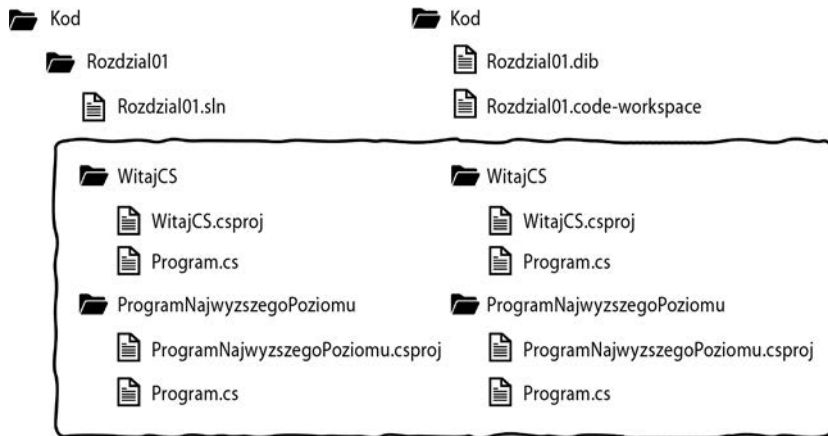 Kod
Rozdzial01
Rozdzial01.sln
WitajCS
WitajCS.csproj
Program.cs
ProgramNajwyzszegoPoziomu
ProgramNajwyzszegoPoziomu.csproj
Program.cs
Kod
Rozdzial01.dib
Rozdzial01.code-workspace
WitajCS
WitajCS.csproj
Program.cs
ProgramNajwyzszegoPoziomu
ProgramNajwyzszegoPoziomu.csproj
Program.cs